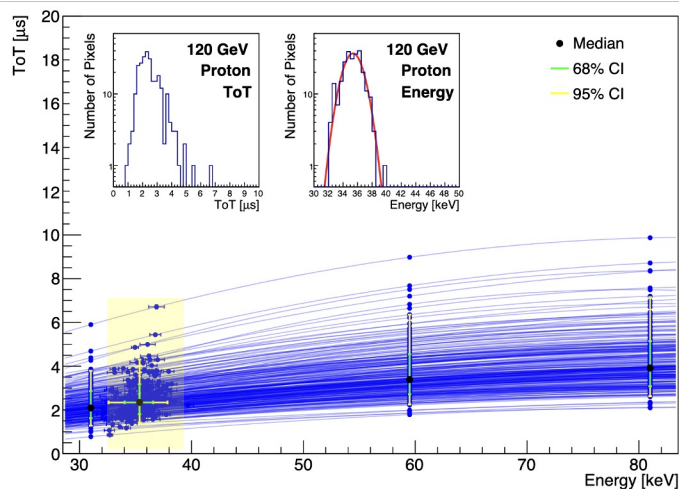 ToT [μs]
20
18
16
14
12
10
8
6
4
2
0
30
40
50
60
70
80
Energy [keV]
Number of Pixels
10
1
120 GeV
Proton
ToT
0 1 2 3 4 5 6 7 8 9 10
ToT [μs]
Number of Pixels
10
1
120 GeV
Proton
Energy
30 32 34 36 38 40 42 44 46 48 50
Energy [keV]
Median
68% CI
95% CI